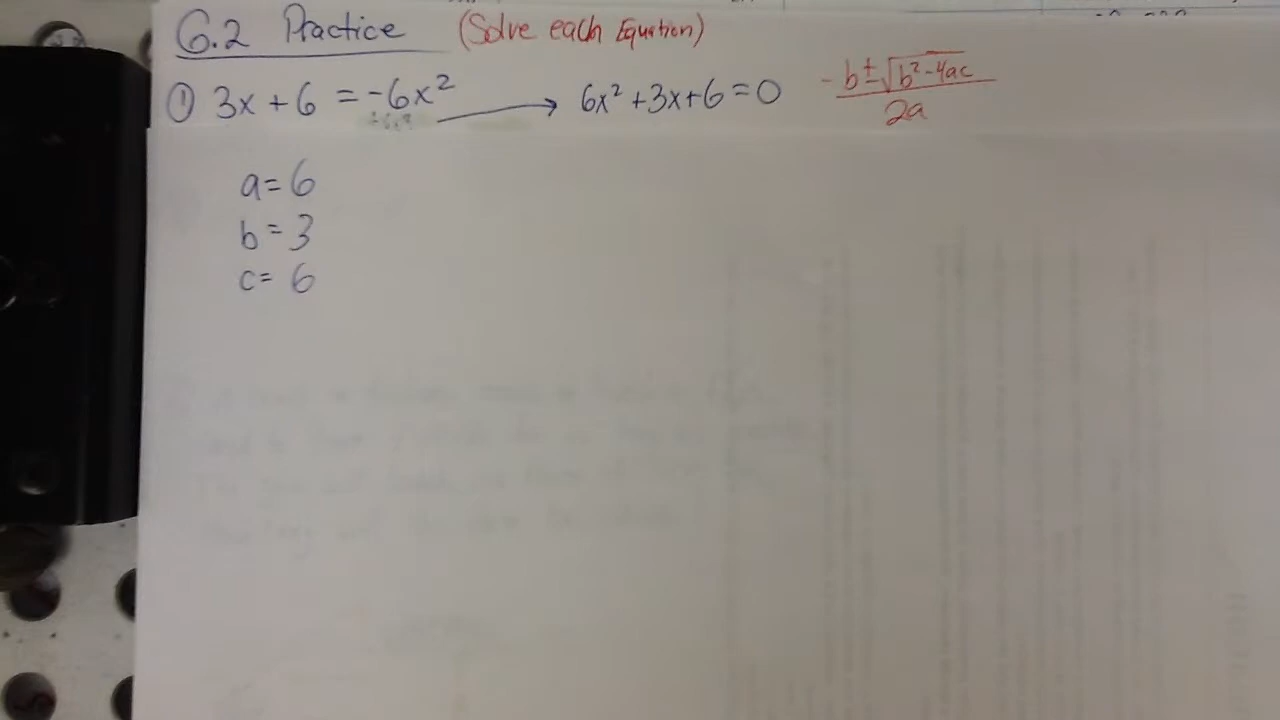 6.2 Practice (Solve each Equation)
① 3x + 6 = -6x² → 6x² + 3x + 6 = 0 -b ± √b² - 4ac / 2a
a = 6
b = 3
c = 6